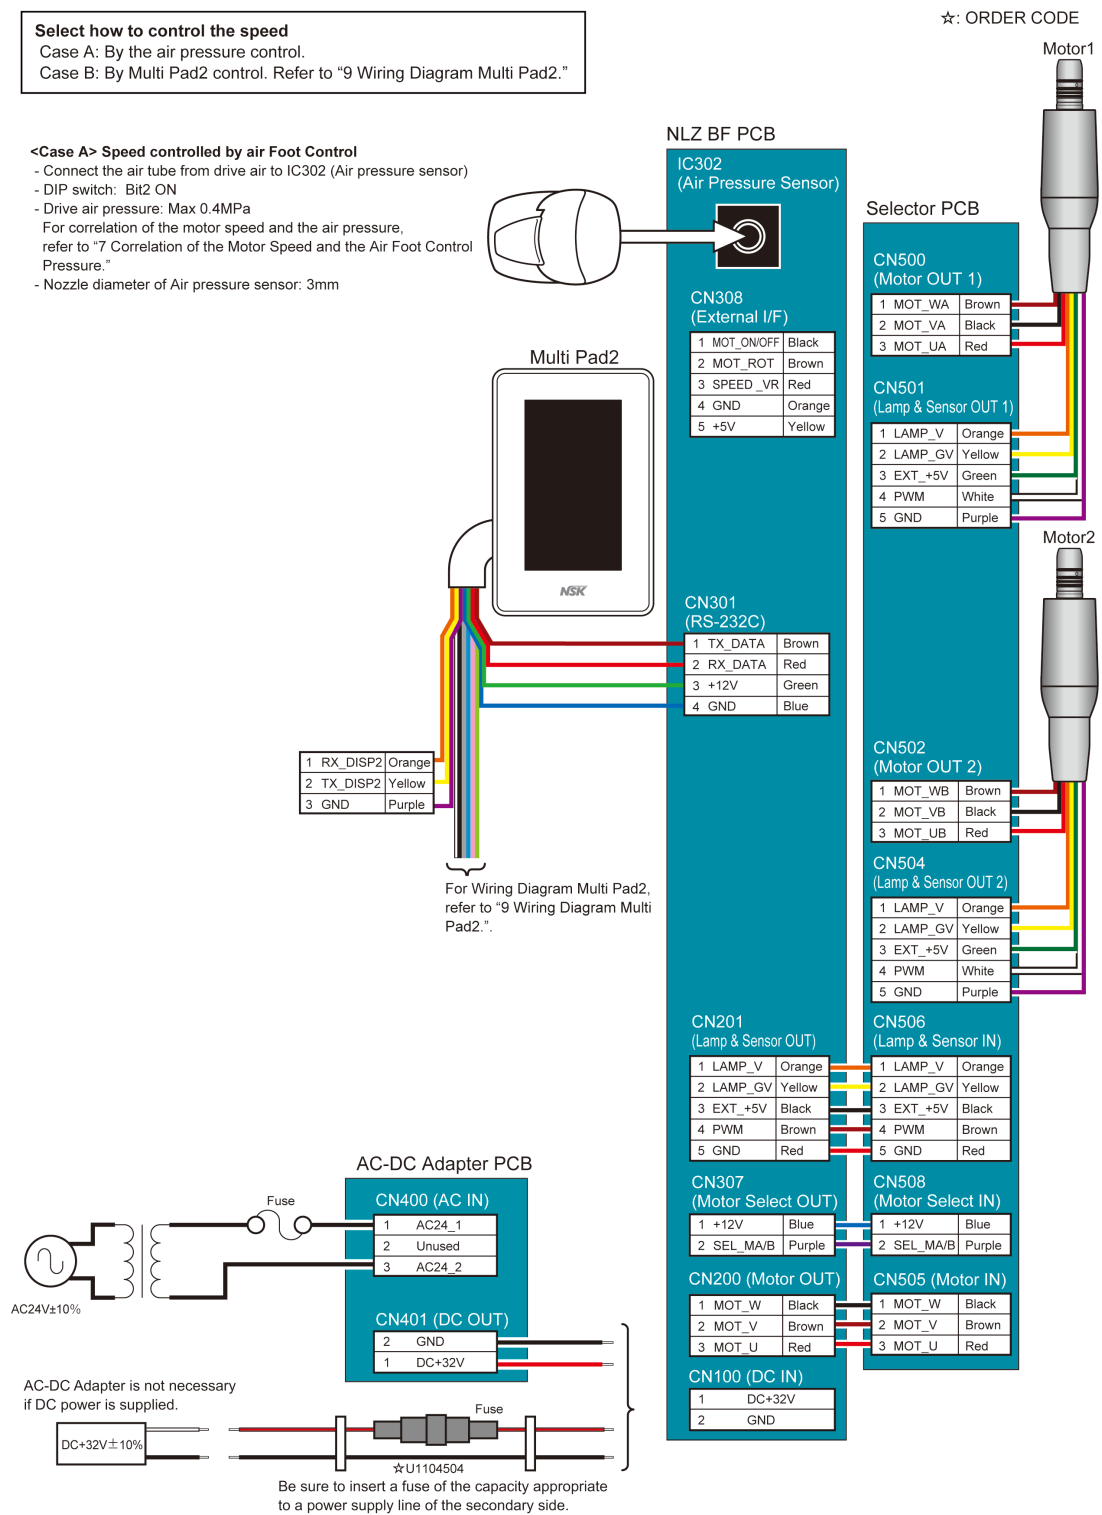 ☆: ORDER CODE
Select how to control the speed
Case A: By the air pressure control.
Case B: By Multi Pad2 control. Refer to “9 Wiring Diagram Multi Pad2.”
<Case A> Speed controlled by air Foot Control
- Connect the air tube from drive air to IC302 (Air pressure sensor)
- DIP switch: Bit2 ON
- Drive air pressure: Max 0.4MPa
For correlation of the motor speed and the air pressure,
refer to “7 Correlation of the Motor Speed and the Air Foot Control
Pressure.”
- Nozzle diameter of Air pressure sensor: 3mm
Multi Pad2
NSK
1 RX_DISP2 Orange
2 TX_DISP2 Yellow
3 GND Purple
For Wiring Diagram Multi Pad2,
refer to “9 Wiring Diagram Multi
Pad2.”.
NLZ BF PCB
IC302
(Air Pressure Sensor)
CN308
(External I/F)
1 MOT_ON/OFF Black
2 MOT_ROT Brown
3 SPEED _VR Red
4 GND Orange
5 +5V Yellow
CN301
(RS-232C)
1 TX_DATA Brown
2 RX_DATA Red
3 +12V Green
4 GND Blue
CN201
(Lamp & Sensor OUT)
1 LAMP_V Orange
2 LAMP_GV Yellow
3 EXT_+5V Black
4 PWM Brown
5 GND Red
CN307
(Motor Select OUT)
1 +12V Blue
2 SEL_MA/B Purple
CN200 (Motor OUT)
1 MOT_W Black
2 MOT_V Brown
3 MOT_U Red
CN100 (DC IN)
1 DC+32V
2 GND
Motor1
Selector PCB
CN500
(Motor OUT 1)
1 MOT_WA Brown
2 MOT_VA Black
3 MOT_UA Red
CN501
(Lamp & Sensor OUT 1)
1 LAMP_V Orange
2 LAMP_GV Yellow
3 EXT_+5V Green
4 PWM White
5 GND Purple
Motor2
CN502
(Motor OUT 2)
1 MOT_WB Brown
2 MOT_VB Black
3 MOT_UB Red
CN504
(Lamp & Sensor OUT 2)
1 LAMP_V Orange
2 LAMP_GV Yellow
3 EXT_+5V Green
4 PWM White
5 GND Purple
CN506
(Lamp & Sensor IN)
1 LAMP_V Orange
2 LAMP_GV Yellow
3 EXT_+5V Black
4 PWM Brown
5 GND Red
CN508
(Motor Select IN)
1 +12V Blue
2 SEL_MA/B Purple
CN505 (Motor IN)
1 MOT_W Black
2 MOT_V Brown
3 MOT_U Red
AC-DC Adapter PCB
CN400 (AC IN)
1 AC24_1
2 Unused
3 AC24_2
CN401 (DC OUT)
2 GND
1 DC+32V
Fuse
AC24V±10%
AC-DC Adapter is not necessary
if DC power is supplied.
DC+32V±10%
Fuse
☆U1104504
Be sure to insert a fuse of the capacity appropriate
to a power supply line of the secondary side.